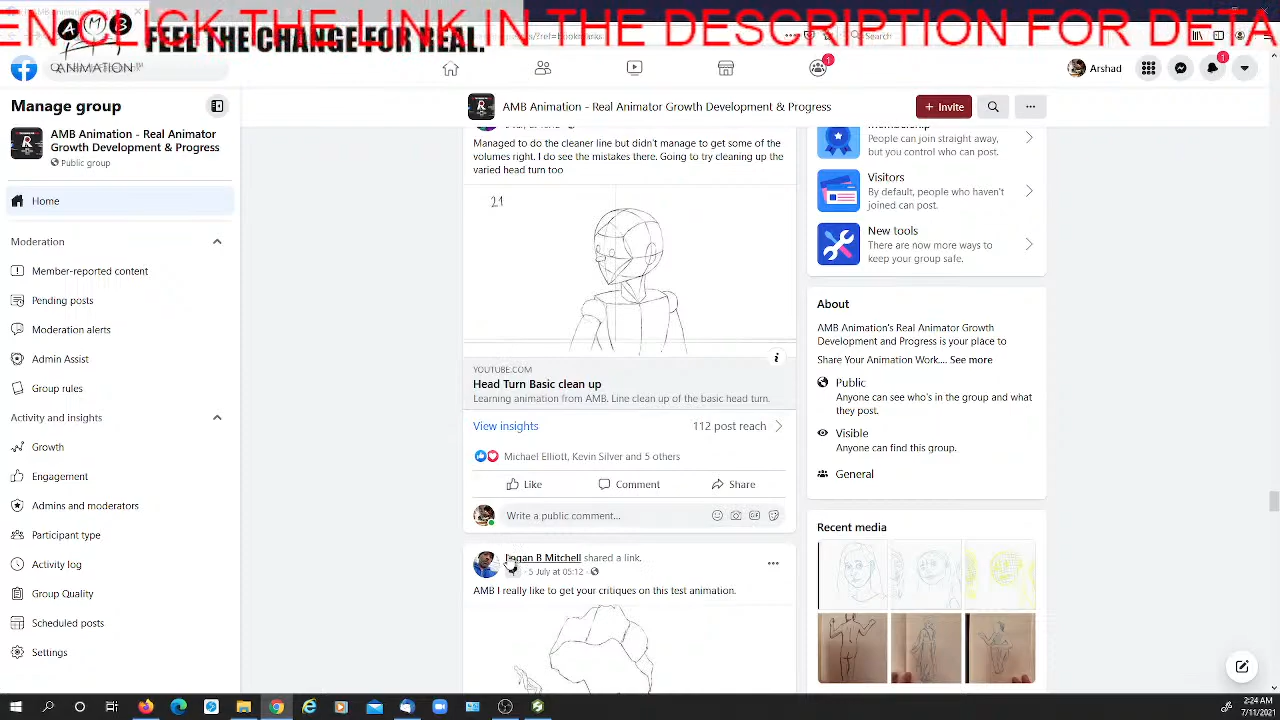 EN CLICK THE LINK IN THE DESCRIPTION FOR DETA
AMB
ANIMATION
FEEL THE CHANGE FOR REAL.
Search
Arshad
1
1
Manage group
AMB Animation - Real Animator
Growth Development & Progress
Public group
Home
Moderation
Member-reported content
Pending posts
Moderation alerts
Admin Assist
Group rules
Activity and insights
Growth
Engagement
Admins and moderators
Participant type
Activity log
Group Quality
Scheduled posts
Settings
AMB Animation - Real Animator Growth Development & Progress
+ Invite
Managed to do the cleaner line but didn't manage to get some of the
volumes right. I do see the mistakes there. Going to try cleaning up the
varied head turn too
21
YOUTUBE.COM
Head Turn Basic clean up
Learning animation from AMB. Line clean up of the basic head turn.
View insights
112 post reach
Michael Elliott, Kevin Silver and 5 others
Like
Comment
Share
Write a public comment...
B Mitchell shared a link.
5 July at 05:12
AMB I really like to get your critiques on this test animation.
Membership
People can join straight away,
but you control who can post.
Visitors
By default, people who haven't
joined can post.
New tools
There are now more ways to
keep your group safe.
About
AMB Animation's Real Animator Growth
Development and Progress is your place to
Share Your Animation Work.... See more
Public
Anyone can see who's in the group and what
they post.
Visible
Anyone can find this group.
General
Recent media
2:24 AM
7/11/2021